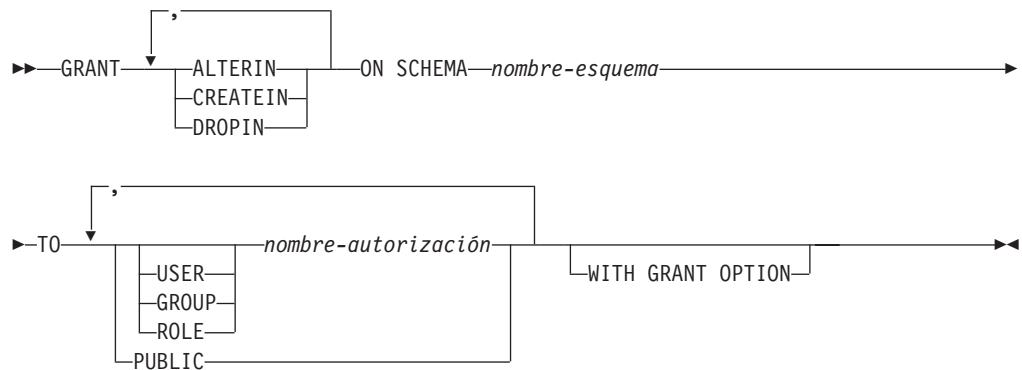 ,
GRANT ALTERIN ON SCHEMA nombre-esquema
CREATEIN
DROPIN
,
TO nombre-autorización
USER WITH GRANT OPTION
GROUP
ROLE
PUBLIC